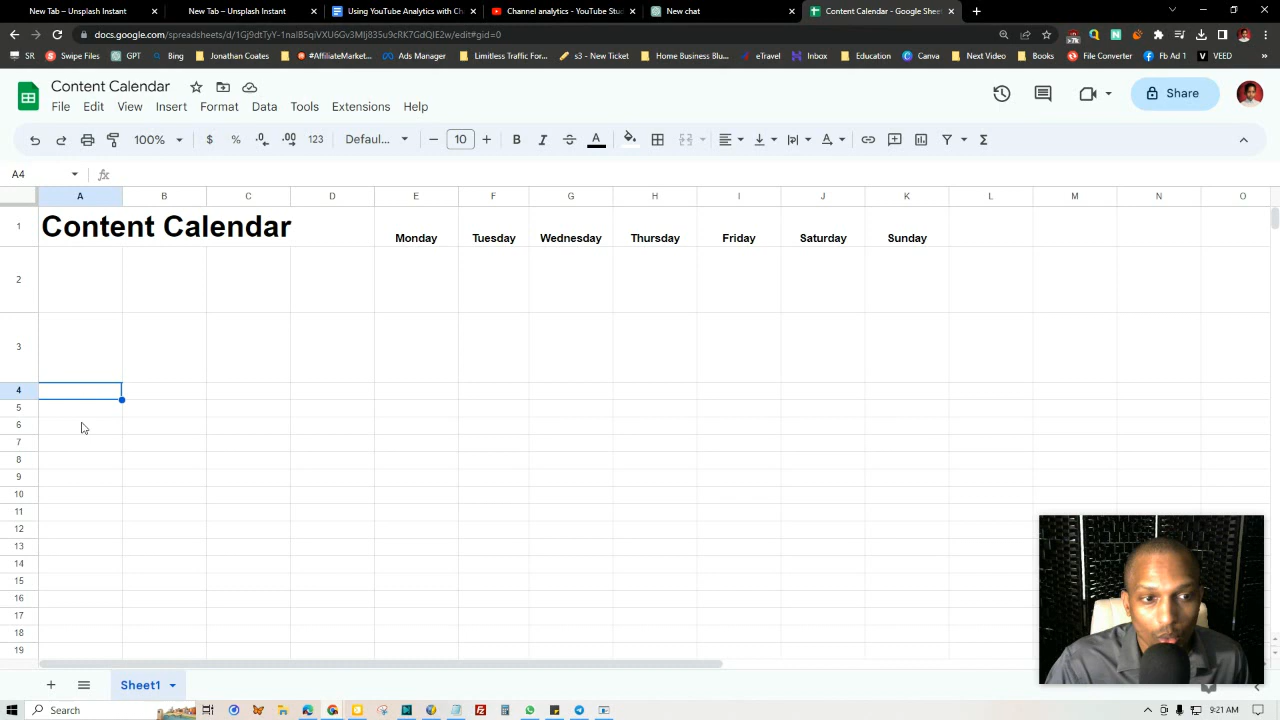 New Tab – Unsplash Instant
New Tab – Unsplash Instant
Using YouTube Analytics with Ch
Channel analytics - YouTube Stu
New chat
Content Calendar - Google Shee
docs.google.com/spreadsheets/d/1Gj9dtTyY-1naIB5qiVXU6Gv3MIj835u9cRK7GdQIE2w/edit#gid=0
SR
Swipe Files
GPT
Bing
Jonathan Coates
#AffiliateMarket...
Ads Manager
Limitless Traffic For...
s3 - New Ticket
Home Business Blu...
eTravel
Inbox
Education
Canva
Next Video
Books
File Converter
Fb Ad 1
VEED
Content Calendar
File Edit View Insert Format Data Tools Extensions Help
Share
100% $ % .0 .00 123 Defaul... 10 B I A
A4 fx
A B C D E F G H I J K L M N O
1 Content Calendar Monday Tuesday Wednesday Thursday Friday Saturday Sunday
2
3
4
5
6
7
8
9
10
11
12
13
14
15
16
17
18
19
Sheet1
Search
9:21 AM